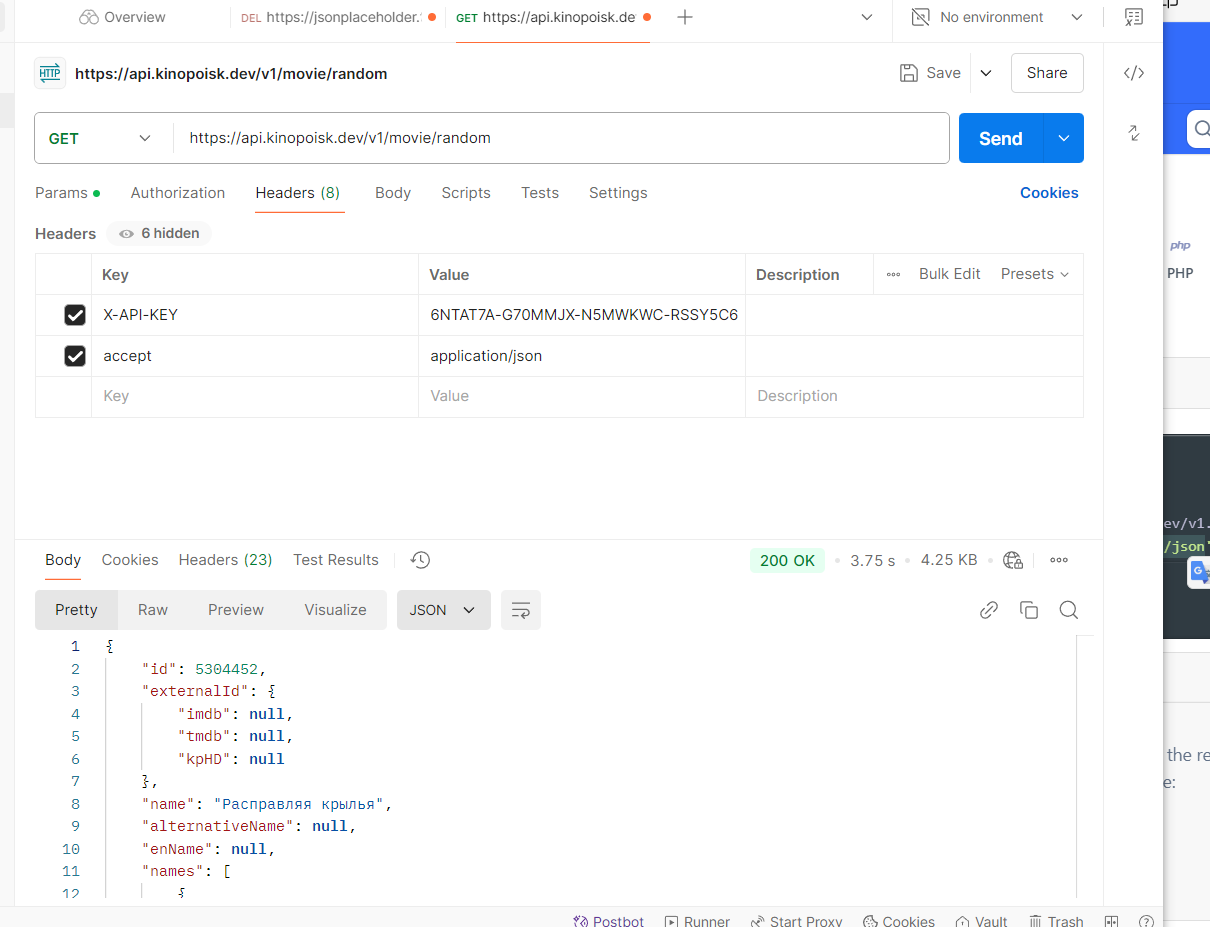 Overview DEL https://jsonplaceholder. GET https://api.kinopoisk.de No environment
HTTP https://api.kinopoisk.dev/v1/movie/random Save Share </>
GET https://api.kinopoisk.dev/v1/movie/random Send
Params Authorization Headers (8) Body Scripts Tests Settings Cookies
Headers 6 hidden
php
PHP
Key Value Description Bulk Edit Presets
X-API-KEY 6NTAT7A-G70MMJX-N5MWKWC-RSSY5C6
accept application/json
Key Value Description
ev/v1.
/json'
Body Cookies Headers (23) Test Results 200 OK 3.75 s 4.25 KB
Pretty Raw Preview Visualize JSON
1 {
2 "id": 5304452,
3 "externalId": {
4 "imdb": null,
5 "tmdb": null,
6 "kpHD": null
7 },
8 "name": "Расправляя крылья",
9 "alternativeName": null,
10 "enName": null,
11 "names": [
12 {
the re
e:
Postbot Runner Start Proxy Cookies Vault Trash